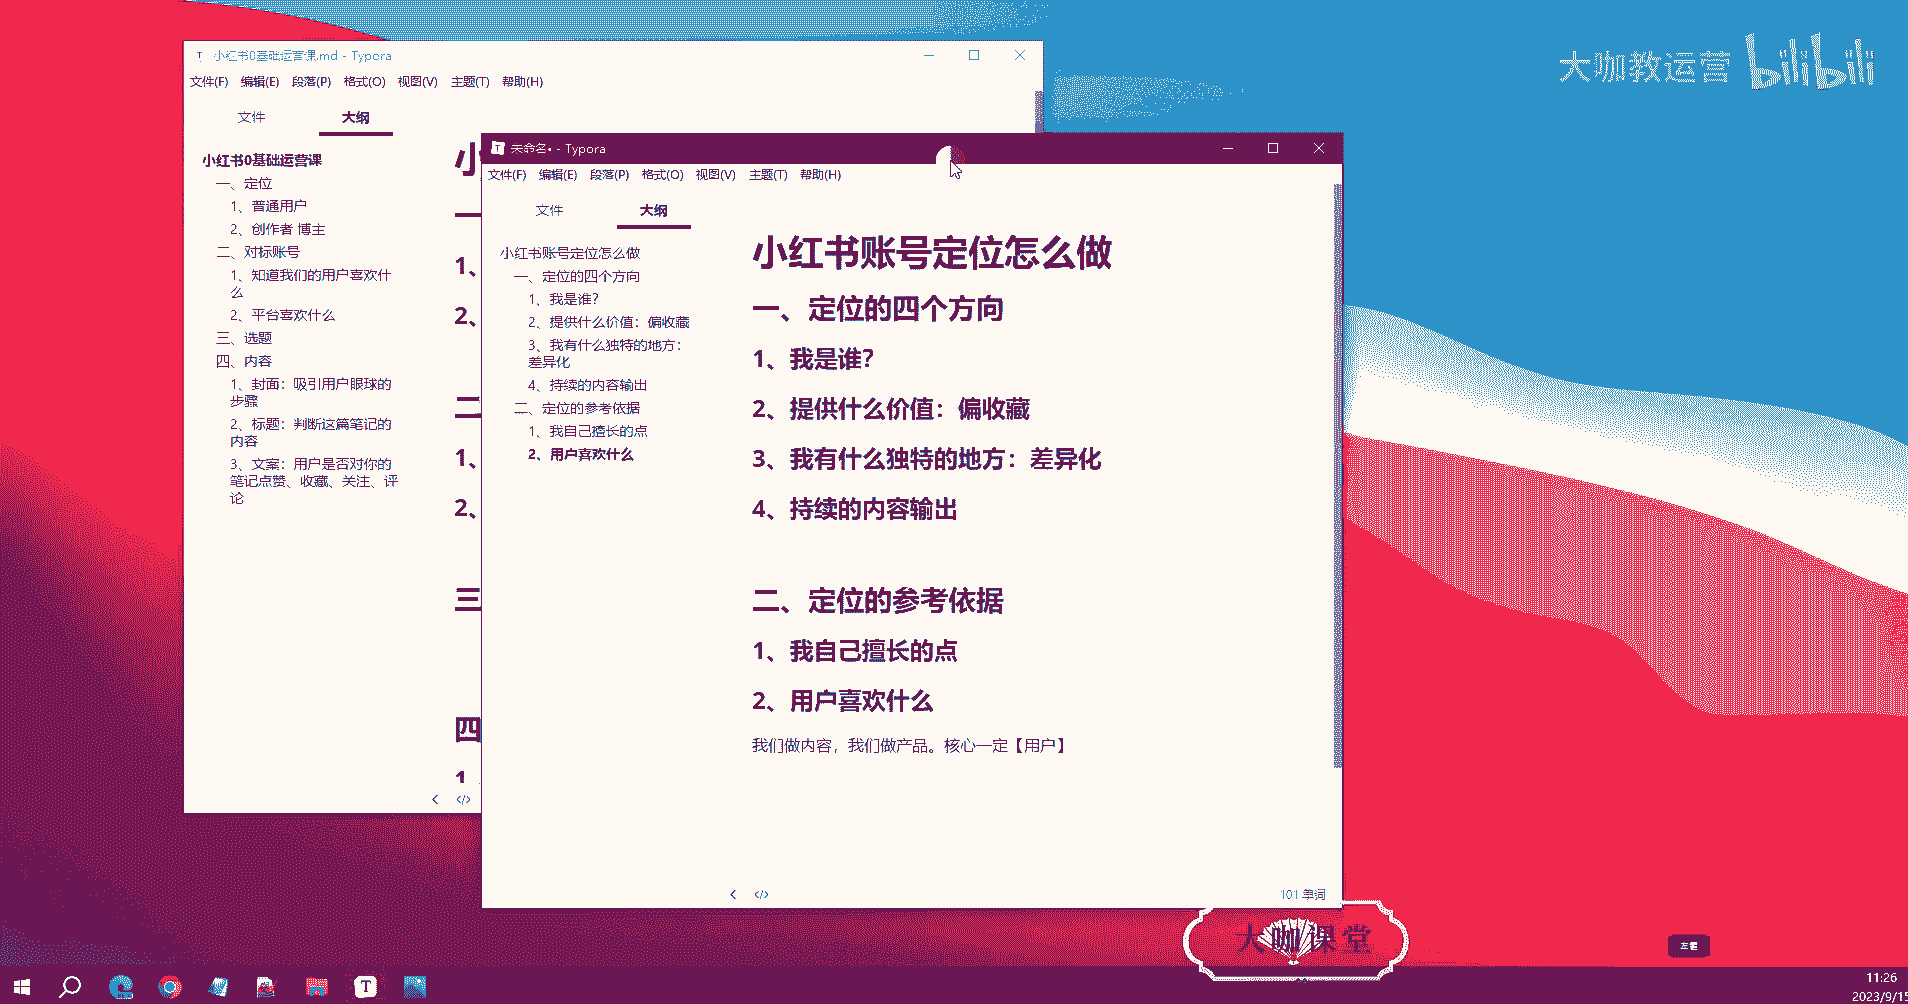 大咖教运营 bilibili
小红书0基础运营课.md - Typora
文件(F) 编辑(E) 段落(P) 格式(O) 视图(V) 主题(T) 帮助(H)
文件 大纲
小红书0基础运营课
一、定位
1、普通用户
2、创作者 博主
二、对标账号
1、知道我们的用户喜欢什
么
2、平台喜欢什么
三、选题
四、内容
1、封面：吸引用户眼球的
步骤
2、标题：判断这篇笔记的
内容
3、文案：用户是否对你的
笔记点赞、收藏、关注、评
论
小
一
1、
2、
二
1、
2、
三
四
1
未命名• - Typora
文件(F) 编辑(E) 段落(P) 格式(O) 视图(V) 主题(T) 帮助(H)
文件 大纲
小红书账号定位怎么做
一、定位的四个方向
1、我是谁？
2、提供什么价值：偏收藏
3、我有什么独特的地方：
差异化
4、持续的内容输出
二、定位的参考依据
1、我自己擅长的点
2、用户喜欢什么
小红书账号定位怎么做
一、定位的四个方向
1、我是谁？
2、提供什么价值：偏收藏
3、我有什么独特的地方：差异化
4、持续的内容输出
二、定位的参考依据
1、我自己擅长的点
2、用户喜欢什么
我们做内容，我们做产品。核心一定【用户】
101 单词
大咖课堂
左键
11:26
2023/9/15